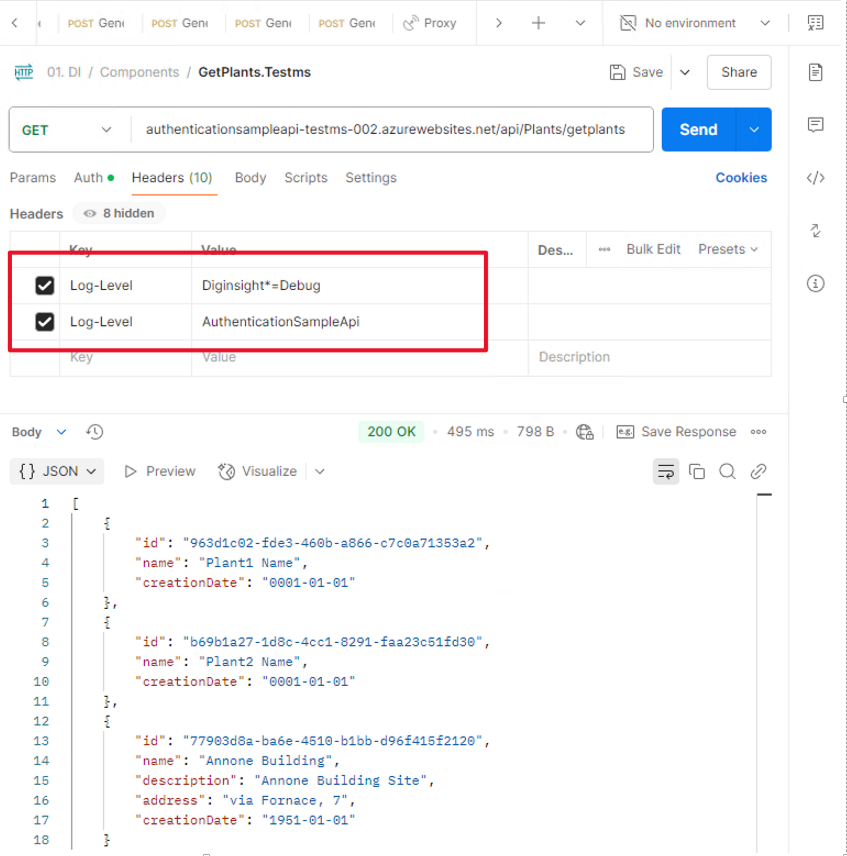 POST Gene POST Gene POST Gene POST Gene Proxy No environment
HTTP 01. DI / Components / GetPlants.Testms Save Share
GET authenticationsampleapi-testms-002.azurewebsites.net/api/Plants/getplants Send
Params Auth Headers (10) Body Scripts Settings Cookies
Headers 8 hidden
Key Value Des... Bulk Edit Presets
Log-Level Diginsight*=Debug
Log-Level AuthenticationSampleApi
Key Value Description
Body 200 OK 495 ms 798 B e.g. Save Response
{} JSON Preview Visualize
1 [
2 {
3 "id": "963d1c02-fde3-460b-a866-c7c0a71353a2",
4 "name": "Plant1 Name",
5 "creationDate": "0001-01-01"
6 },
7 {
8 "id": "b69b1a27-1d8c-4cc1-8291-faa23c51fd30",
9 "name": "Plant2 Name",
10 "creationDate": "0001-01-01"
11 },
12 {
13 "id": "77903d8a-ba6e-4510-b1bb-d96f415f2120",
14 "name": "Annone Building",
15 "description": "Annone Building Site",
16 "address": "via Fornace, 7",
17 "creationDate": "1951-01-01"
18 }